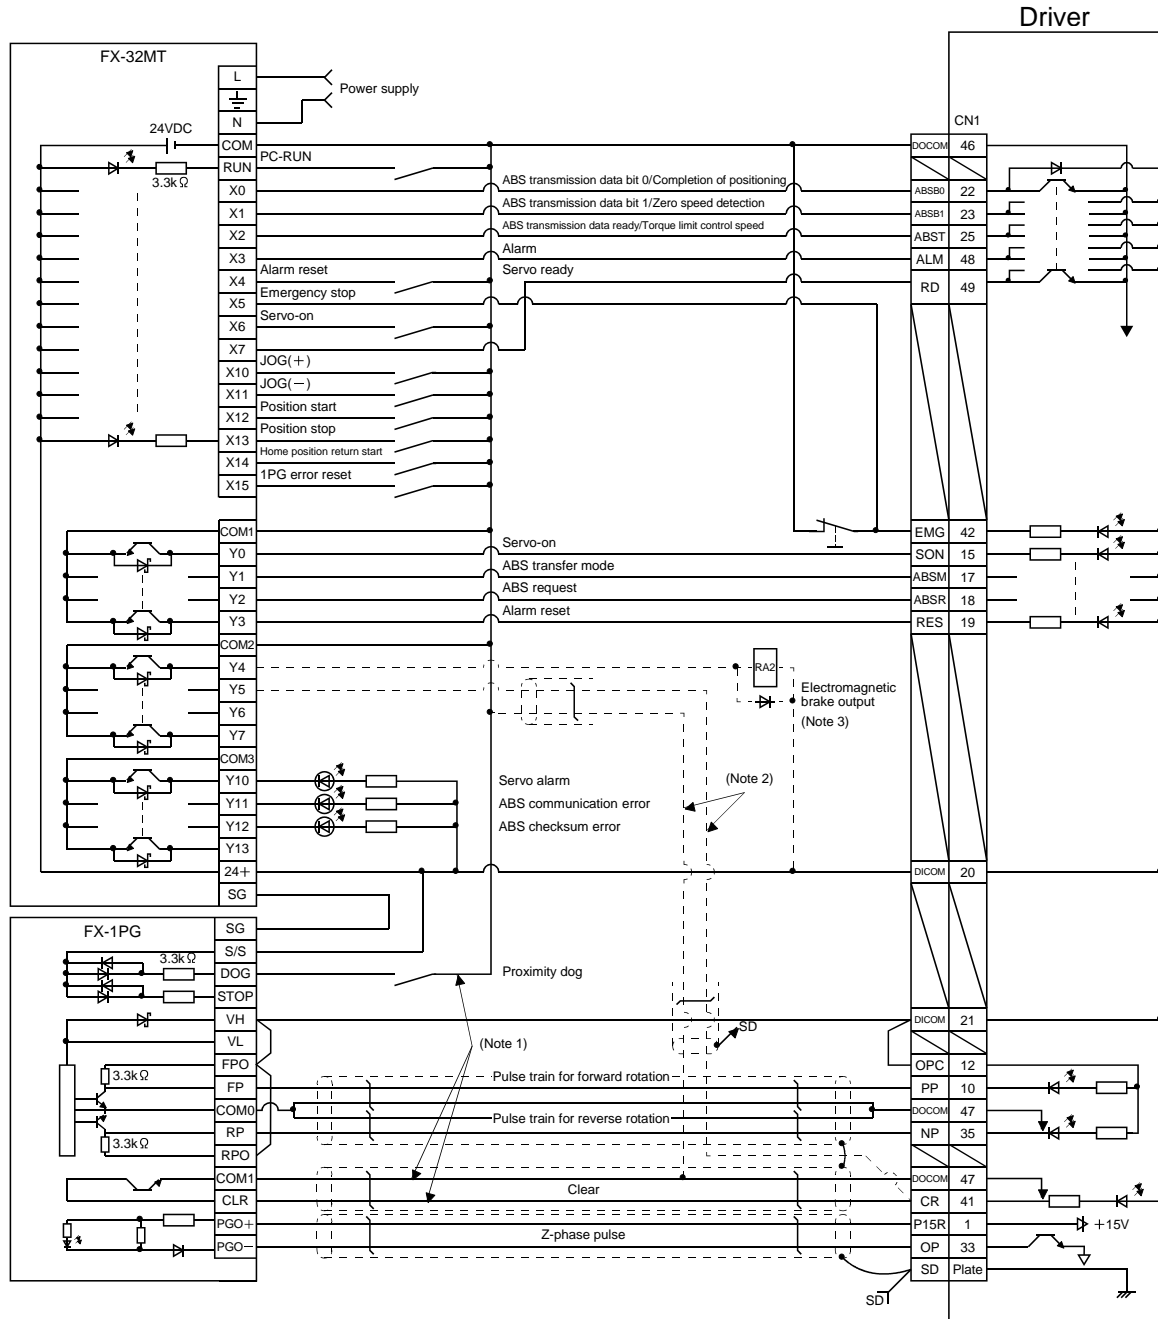 Driver
FX-32MT
L
Power supply
N
CN1
24VDC
COM
DOCOM 46
PC-RUN
RUN
3.3kΩ
X0
ABS transmission data bit 0/Completion of positioning
ABSB0 22
X1
ABS transmission data bit 1/Zero speed detection
ABSB1 23
X2
ABS transmission data ready/Torque limit control speed
ABST 25
X3
Alarm
ALM 48
Alarm reset
Servo ready
X4
RD 49
Emergency stop
X5
Servo-on
X6
X7
JOG(+)
X10
JOG(−)
X11
Position start
X12
Position stop
X13
Home position return start
X14
1PG error reset
X15
COM1
EMG 42
Servo-on
Y0
SON 15
ABS transfer mode
Y1
ABSM 17
ABS request
Y2
ABSR 18
Alarm reset
Y3
RES 19
COM2
Y4
RA2
Y5
Electromagnetic
brake output
Y6
(Note 3)
Y7
COM3
Y10
Servo alarm
(Note 2)
Y11
ABS communication error
Y12
ABS checksum error
Y13
24+
DICOM 20
SG
FX-1PG
SG
S/S
3.3kΩ
DOG
Proximity dog
STOP
VH
DICOM 21
SD
VL
(Note 1)
FPO
OPC 12
3.3kΩ
Pulse train for forward rotation
FP
PP 10
COM0
DOCOM 47
Pulse train for reverse rotation
RP
NP 35
3.3kΩ
RPO
COM1
DOCOM 47
Clear
CLR
CR 41
PGO+
P15R 1
+15V
Z-phase pulse
PGO−
OP 33
SD Plate
SD